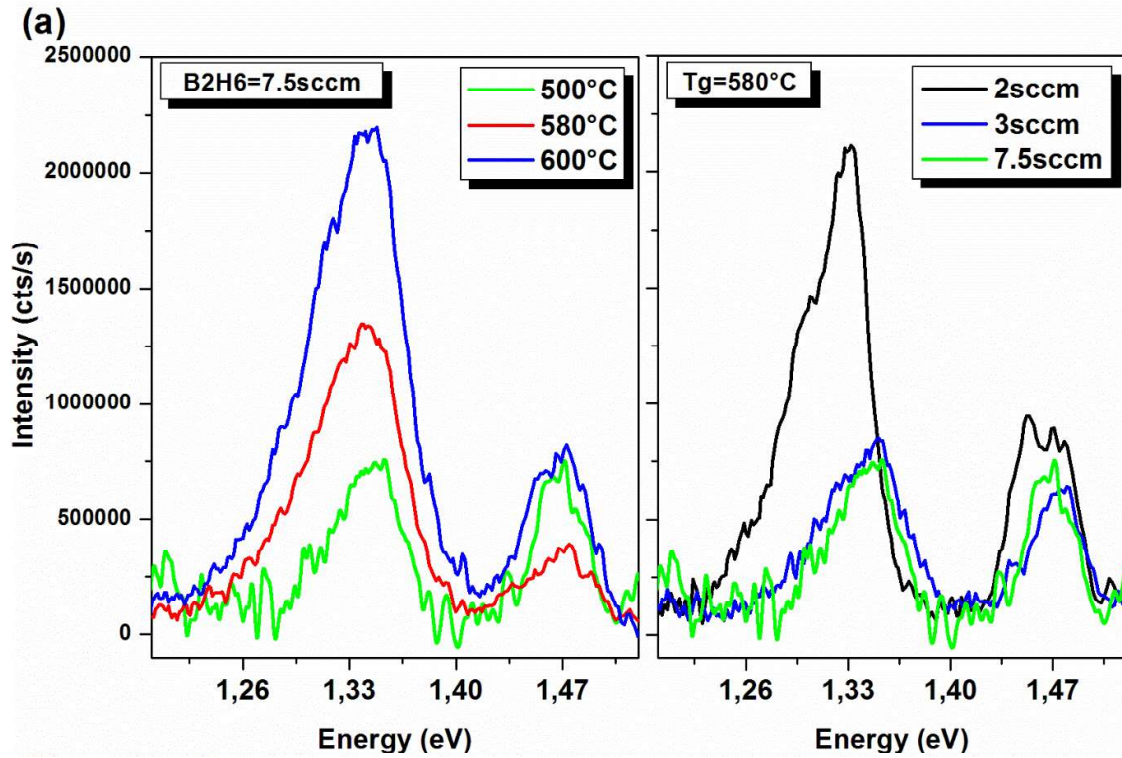 (a)
B2H6=7.5sccm
500°C
580°C
600°C
Tg=580°C
2sccm
3sccm
7.5sccm
Intensity (cts/s)
2500000
2000000
1500000
1000000
500000
0
1,26 1,33 1,40 1,47
1,26 1,33 1,40 1,47
Energy (eV)
Energy (eV)